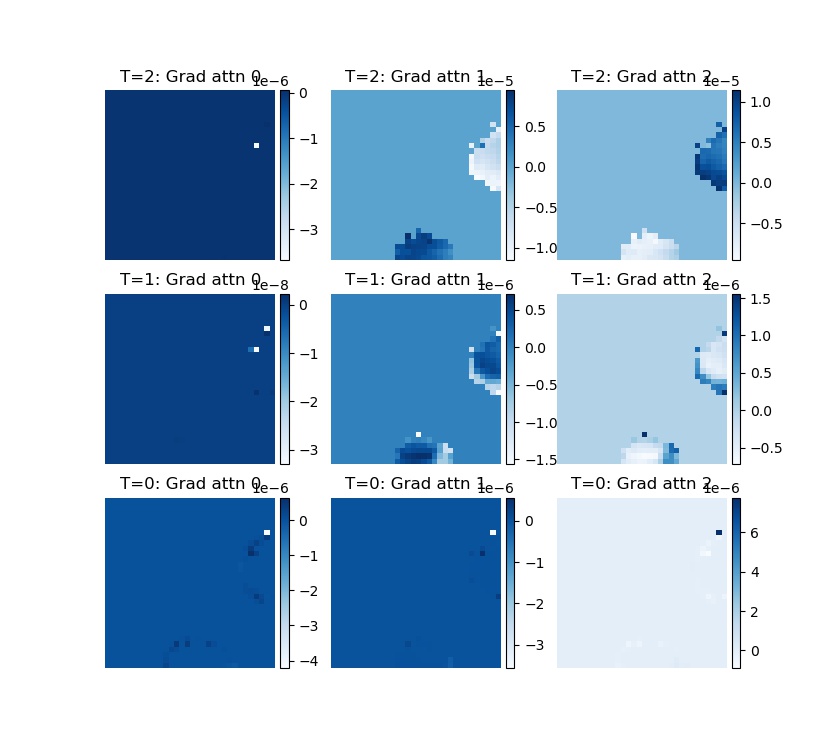 T=2: Grad attn 0
1e−6
T=2: Grad attn 1
1e−5
T=2: Grad attn 2
1e−5
0
−1
−2
−3
0.5
0.0
−0.5
−1.0
1.0
0.5
0.0
−0.5
T=1: Grad attn 0
1e−8
T=1: Grad attn 1
1e−6
T=1: Grad attn 2
1e−6
0
−1
−2
−3
0.5
0.0
−0.5
−1.0
−1.5
1.5
1.0
0.5
0.0
−0.5
T=0: Grad attn 0
1e−6
T=0: Grad attn 1
1e−6
T=0: Grad attn 2
1e−6
0
−1
−2
−3
−4
0
−1
−2
−3
6
4
2
0